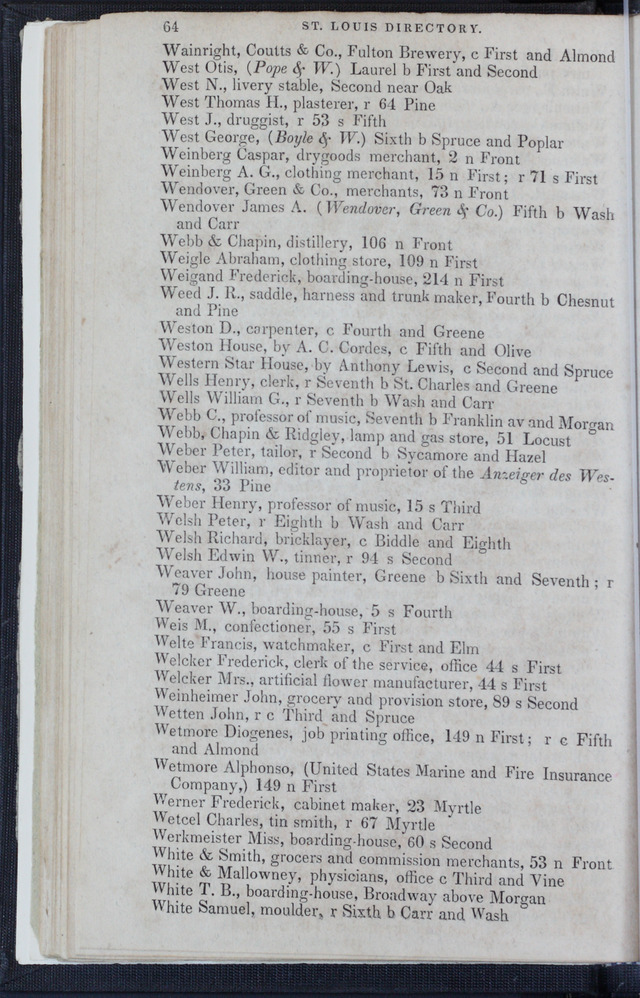 64 ST. LOUIS DIRECTORY.
Wainright, Coutts & Co., Fulton Brewery, c First and Almond
West Otis, (Pope & W.) Laurel b First and Second
West N., livery stable, Second near Oak
West Thomas H., plasterer, r 64 Pine
West J., druggist, r 53 s Fifth
West George, (Boyle & W.) Sixth b Spruce and Poplar
Weinberg Caspar, drygoods merchant, 2 n Front
Weinberg A. G., clothing merchant, 15 n First; r 71 s First
Wendover, Green & Co., merchants, 73 n Front
Wendover James A. (Wendover, Green & Co.) Fifth b Wash
and Carr
Webb & Chapin, distillery, 106 n Front
Weigle Abraham, clothing store, 109 n First
Weigand Frederick, boarding-house, 214 n First
Weed J. R., saddle, harness and trunk maker, Fourth b Chesnut
and Pine
Weston D., carpenter, c Fourth and Greene
Weston House, by A. C. Cordes, c Fifth and Olive
Western Star House, by Anthony Lewis, c Second and Spruce
Wells Henry, clerk, r Seventh b St. Charles and Greene
Wells William G., r Seventh b Wash and Carr
Webb C., professor of music, Seventh b Franklin av and Morgan
Webb, Chapin & Ridgley, lamp and gas store, 51 Locust
Weber Peter, tailor, r Second b Sycamore and Hazel
Weber William, editor and proprietor of the Anzeiger des Wes-
tens, 33 Pine
Weber Henry, professor of music, 15 s Third
Welsh Peter, r Eighth b Wash and Carr
Welsh Richard, bricklayer, c Biddle and Eighth
Welsh Edwin W., tinner, r 94 s Second
Weaver John, house painter, Greene b Sixth and Seventh; r
79 Greene
Weaver W., boarding-house, 5 s Fourth
Weis M., confectioner, 55 s First
Welte Francis, watchmaker, c First and Elm
Welcker Frederick, clerk of the service, office 44 s First
Welcker Mrs., artificial flower manufacturer, 44 s First
Weinheimer John, grocery and provision store, 89 s Second
Wetten John, r c Third and Spruce
Wetmore Diogenes, job printing office, 149 n First; r c Fifth
and Almond
Wetmore Alphonso, (United States Marine and Fire Insurance
Company,) 149 n First
Werner Frederick, cabinet maker, 23 Myrtle
Wetcel Charles, tin smith, r 67 Myrtle
Werkmeister Miss, boarding-house, 60 s Second
White & Smith, grocers and commission merchants, 53 n Front
White & Mallowney, physicians, office c Third and Vine
White T. B., boarding-house, Broadway above Morgan
White Samuel, moulder, r Sixth b Carr and Wash